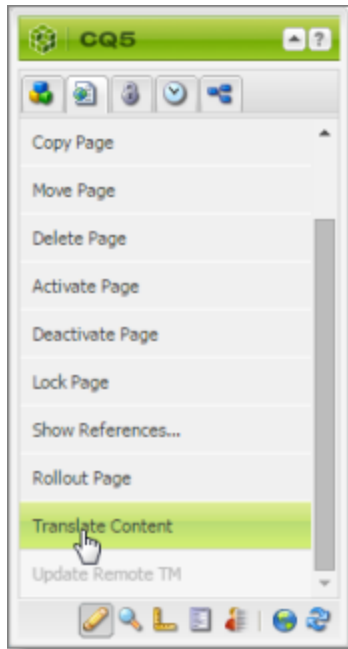 CQ5
?
Copy Page
Move Page
Delete Page
Activate Page
Deactivate Page
Lock Page
Show References...
Rollout Page
Translate Content
Update Remote TM